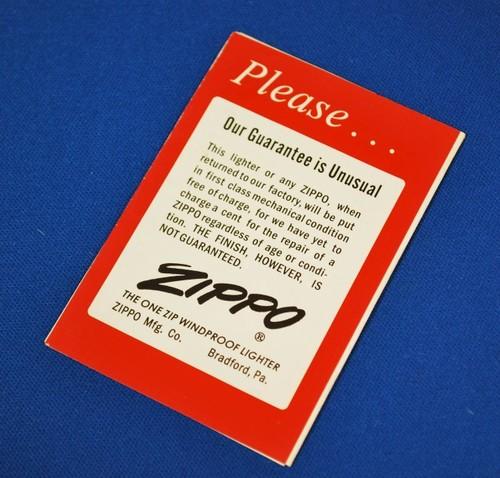 Please...
Our Guarantee is Unusual
This lighter or any ZIPPO, when
returned to our factory, will be put
in first class mechanical condition
free of charge, for we have yet to
charge a cent for the repair of a
ZIPPO regardless of age or condi-
tion. THE FINISH, HOWEVER, IS
NOT GUARANTEED.
ZIPPO ®
THE ONE ZIP WINDPROOF LIGHTER
ZIPPO Mfg. Co. Bradford, Pa.